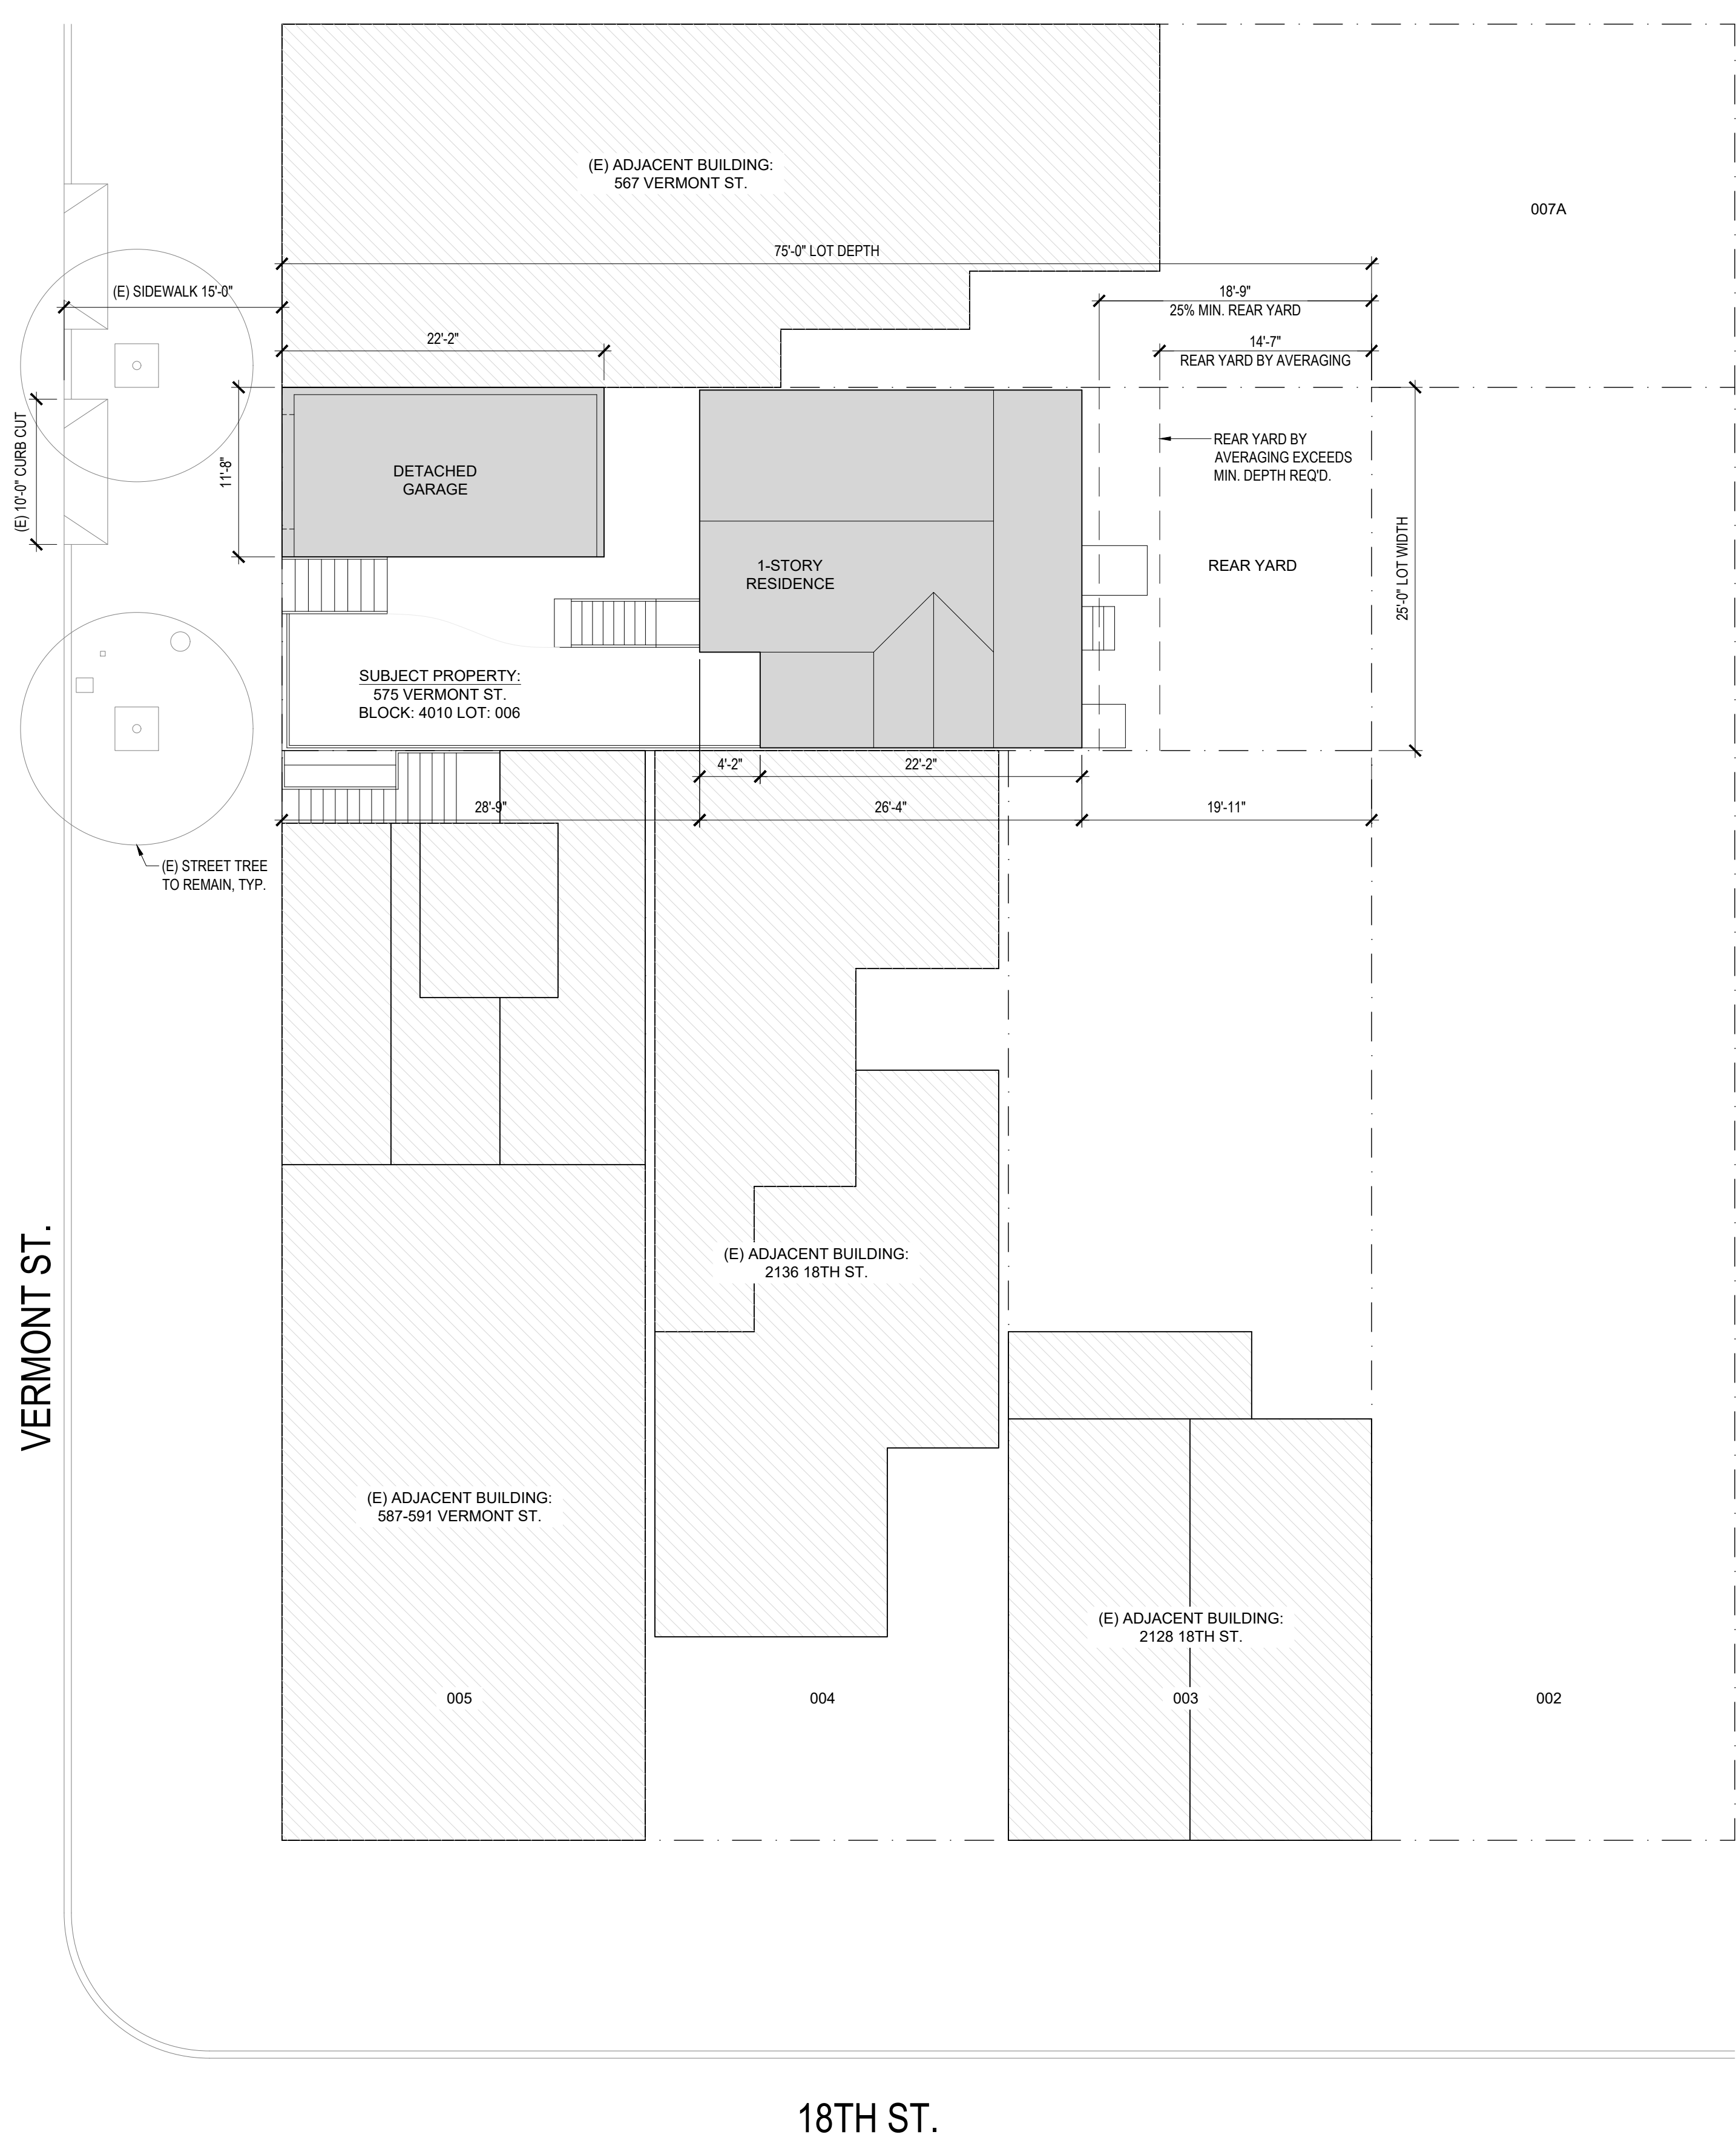 (E) ADJACENT BUILDING:
567 VERMONT ST.
007A
75'-0" LOT DEPTH
(E) SIDEWALK 15'-0"
18'-9"
25% MIN. REAR YARD
22'-2"
14'-7"
REAR YARD BY AVERAGING
(E) 10'-0" CURB CUT
11'-8"
DETACHED
GARAGE
REAR YARD BY
AVERAGING EXCEEDS
MIN. DEPTH REQ'D.
1-STORY
RESIDENCE
REAR YARD
25'-0" LOT WIDTH
SUBJECT PROPERTY:
575 VERMONT ST.
BLOCK: 4010 LOT: 006
4'-2"
22'-2"
28'-9"
26'-4"
19'-11"
(E) STREET TREE
TO REMAIN, TYP.
(E) ADJACENT BUILDING:
2136 18TH ST.
VERMONT ST.
(E) ADJACENT BUILDING:
587-591 VERMONT ST.
(E) ADJACENT BUILDING:
2128 18TH ST.
005
004
003
002
18TH ST.